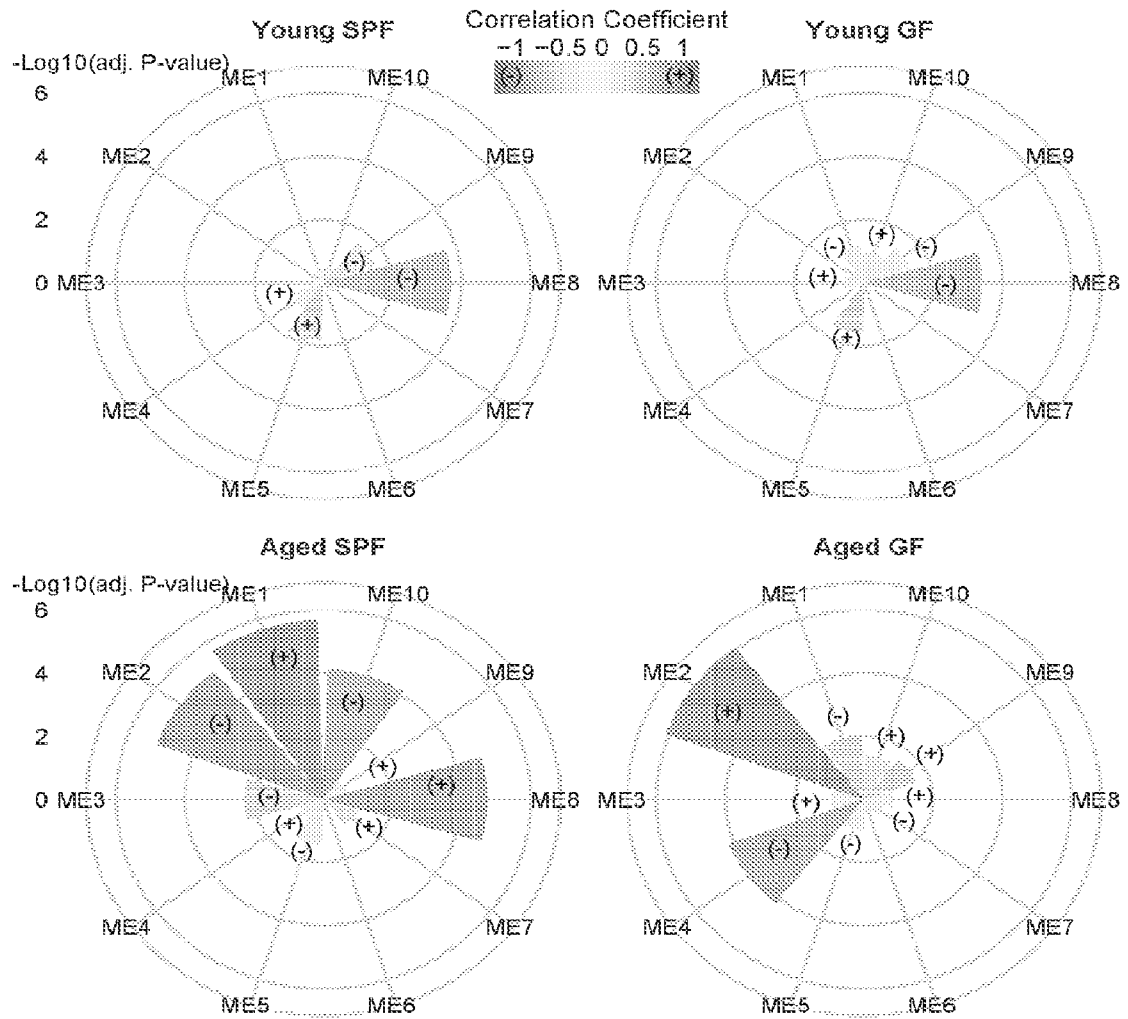 Correlation Coefficient
Young SPF
Young GF
−1 −0.5 0 0.5 1
-Log10(adj. P-value)
(-) (+)
ME1 ME10 ME1 ME10
6
4 ME2 ME9 ME2 ME9
2
(+)
(-) (-) (-)
(+)
0 ME3 (+) (-) ME8 ME3 (-) ME8
(+) (+)
ME4 ME7 ME4 ME7
ME5 ME6 ME5 ME6
Aged SPF Aged GF
-Log10(adj. P-value)
ME1 ME10 ME1 ME10
6
(+)
4 ME2 ME9 ME2 ME9
(-) (-) (+) (-)
2 (+) (+)
(+) (+)
0 ME3 (-) ME8 ME3 (+) (+) ME8
(+) (+) (-)
(-) (-) (-)
ME4 ME7 ME4 ME7
ME5 ME6 ME5 ME6